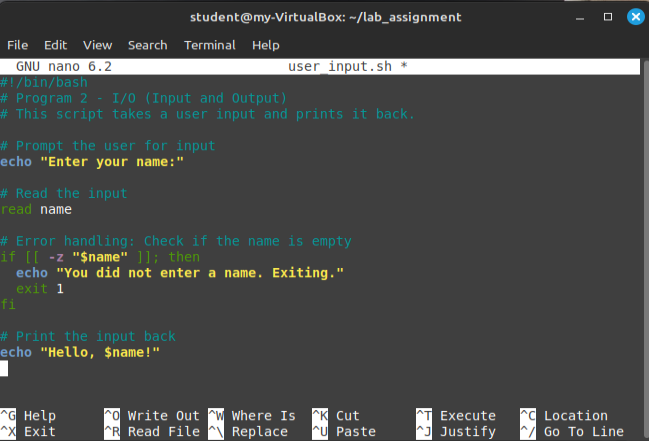 student@my-VirtualBox: ~/lab_assignment
File Edit View Search Terminal Help
GNU nano 6.2 user_input.sh *
#!/bin/bash
# Program 2 - I/O (Input and Output)
# This script takes a user input and prints it back.
# Prompt the user for input
echo "Enter your name:"
# Read the input
read name
# Error handling: Check if the name is empty
if [[ -z "$name" ]]; then
  echo "You did not enter a name. Exiting."
  exit 1
fi
# Print the input back
echo "Hello, $name!"
^G Help ^O Write Out ^W Where Is ^K Cut ^T Execute ^C Location
^X Exit ^R Read File ^\ Replace ^U Paste ^J Justify ^/ Go To Line